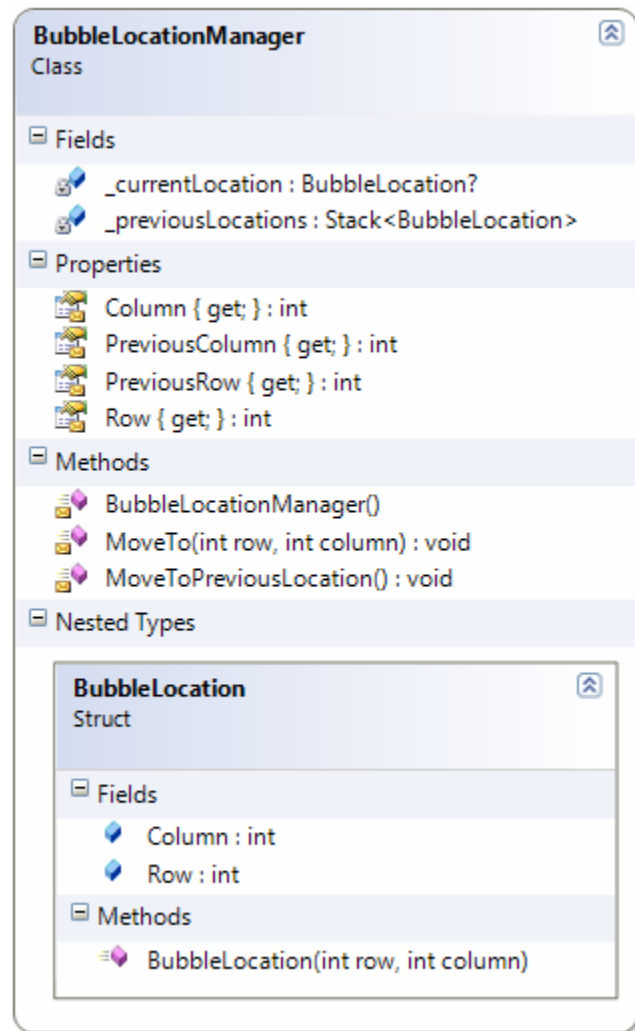 BubbleLocationManager
Class
Fields
_currentLocation : BubbleLocation?
_previousLocations : Stack<BubbleLocation>
Properties
Column { get; } : int
PreviousColumn { get; } : int
PreviousRow { get; } : int
Row { get; } : int
Methods
BubbleLocationManager()
MoveTo(int row, int column) : void
MoveToPreviousLocation() : void
Nested Types
BubbleLocation
Struct
Fields
Column : int
Row : int
Methods
BubbleLocation(int row, int column)